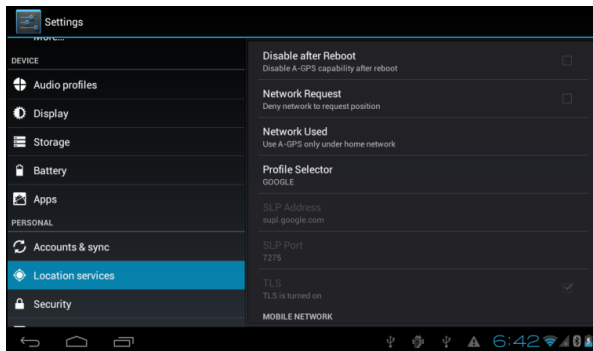 Settings
More...
DEVICE
Audio profiles
Display
Storage
Battery
Apps
PERSONAL
Accounts & sync
Location services
Security
Disable after Reboot
Disable A-GPS capability after reboot
Network Request
Deny network to request position
Network Used
Use A-GPS only under home network
Profile Selector
GOOGLE
SLP Address
supl.google.com
SLP Port
7275
TLS
TLS is turned on
MOBILE NETWORK
6:42